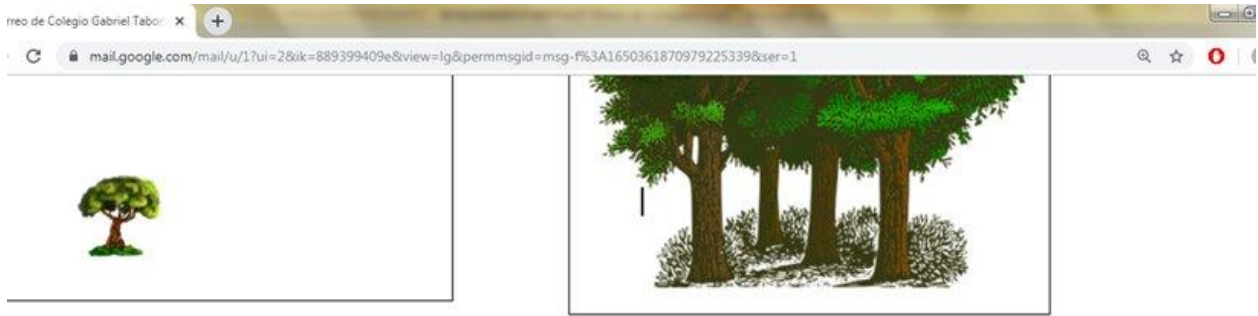 rreo de Colegio Gabriel Tabor
mail.google.com/mail/u/1?ui=2&ik=889399409e&view=lg&permmsgid=msg-f%3A1650361870979225339&ser=1